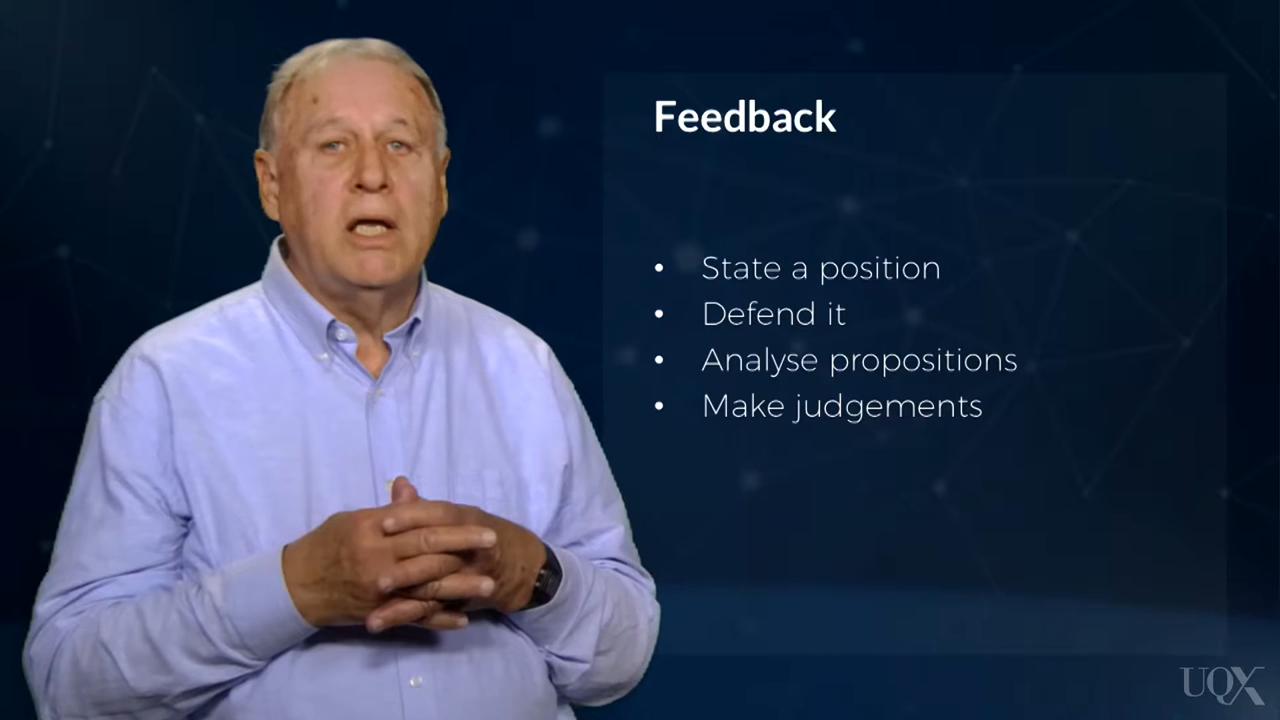 Feedback
• State a position
• Defend it
• Analyse propositions
• Make judgements
UQX